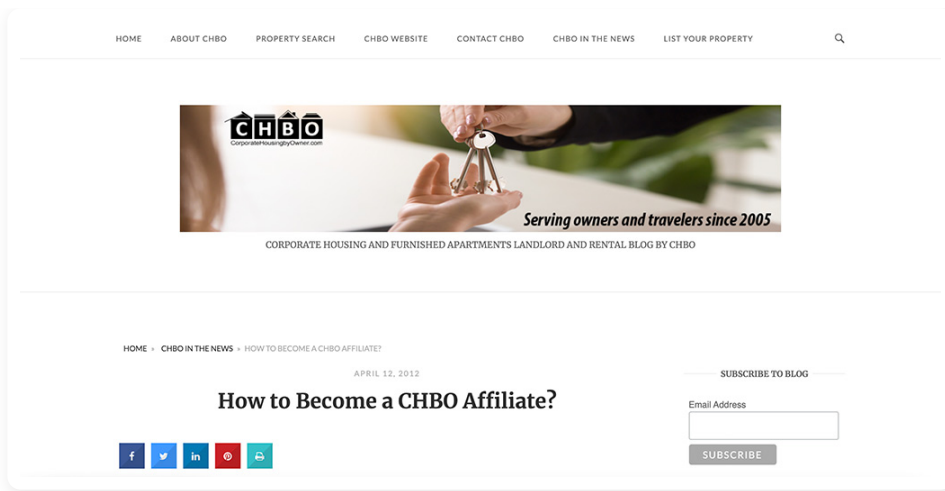 HOME ABOUT CHBO PROPERTY SEARCH CHBO WEBSITE CONTACT CHBO CHBO IN THE NEWS LIST YOUR PROPERTY
CHBO
CorporateHousingbyOwner.com
Serving owners and travelers since 2005
CORPORATE HOUSING AND FURNISHED APARTMENTS LANDLORD AND RENTAL BLOG BY CHBO
HOME » CHBO IN THE NEWS » HOW TO BECOME A CHBO AFFILIATE?
APRIL 12, 2012
How to Become a CHBO Affiliate?
SUBSCRIBE TO BLOG
Email Address
SUBSCRIBE